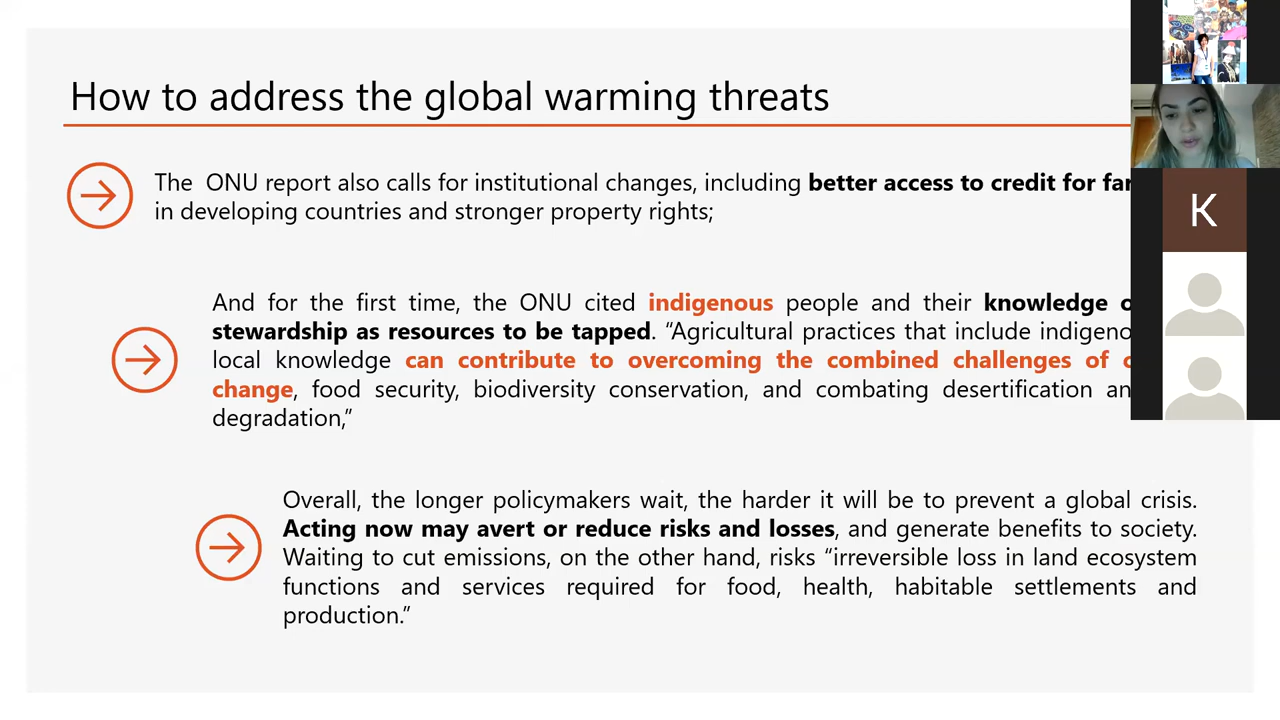 How to address the global warming threats
The ONU report also calls for institutional changes, including better access to credit for
in developing countries and stronger property rights;
And for the first time, the ONU cited indigenous people and their knowledge
stewardship as resources to be tapped. “Agricultural practices that include
local knowledge can contribute to overcoming the combined challenges of
change, food security, biodiversity conservation, and combating desertification
degradation,”
Overall, the longer policymakers wait, the harder it will be to prevent a global crisis.
Acting now may avert or reduce risks and losses, and generate benefits to society.
Waiting to cut emissions, on the other hand, risks “irreversible loss in land ecosystem
functions and services required for food, health, habitable settlements and
production.”
K